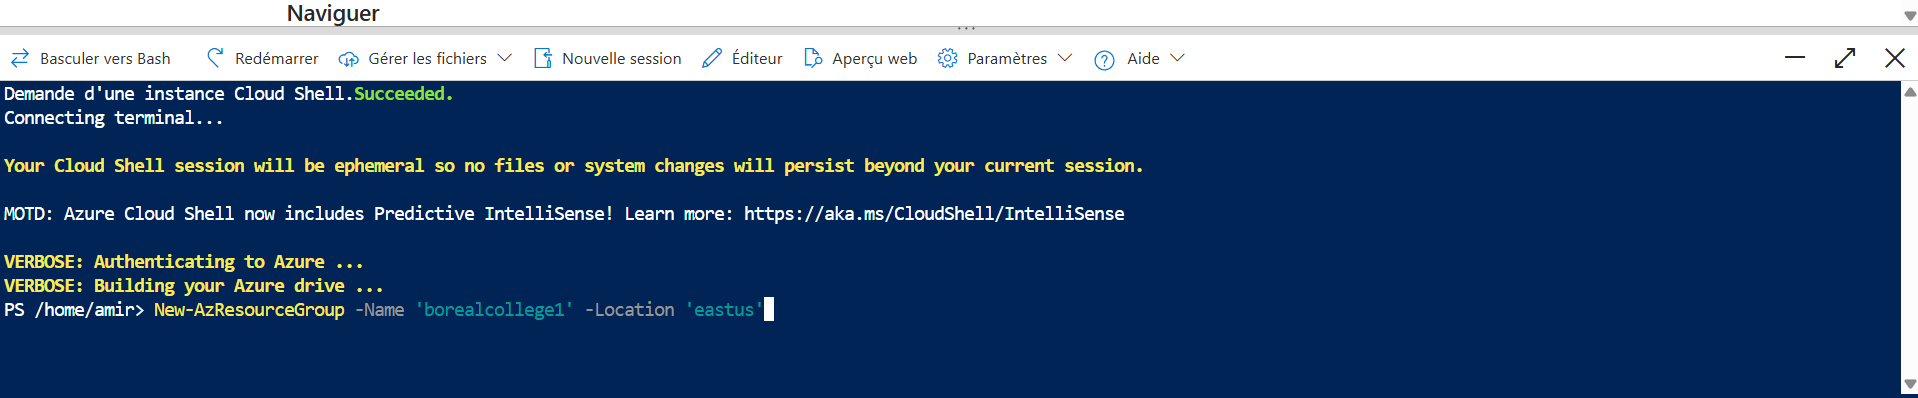 Naviguer
Basculer vers Bash Redémarrer Gérer les fichiers Nouvelle session Éditeur Aperçu web Paramètres Aide
Demande d'une instance Cloud Shell.Succeeded.
Connecting terminal...
Your Cloud Shell session will be ephemeral so no files or system changes will persist beyond your current session.
MOTD: Azure Cloud Shell now includes Predictive IntelliSense! Learn more: https://aka.ms/CloudShell/IntelliSense
VERBOSE: Authenticating to Azure ...
VERBOSE: Building your Azure drive ...
PS /home/amir> New-AzResourceGroup -Name 'borealcollege1' -Location 'eastus'